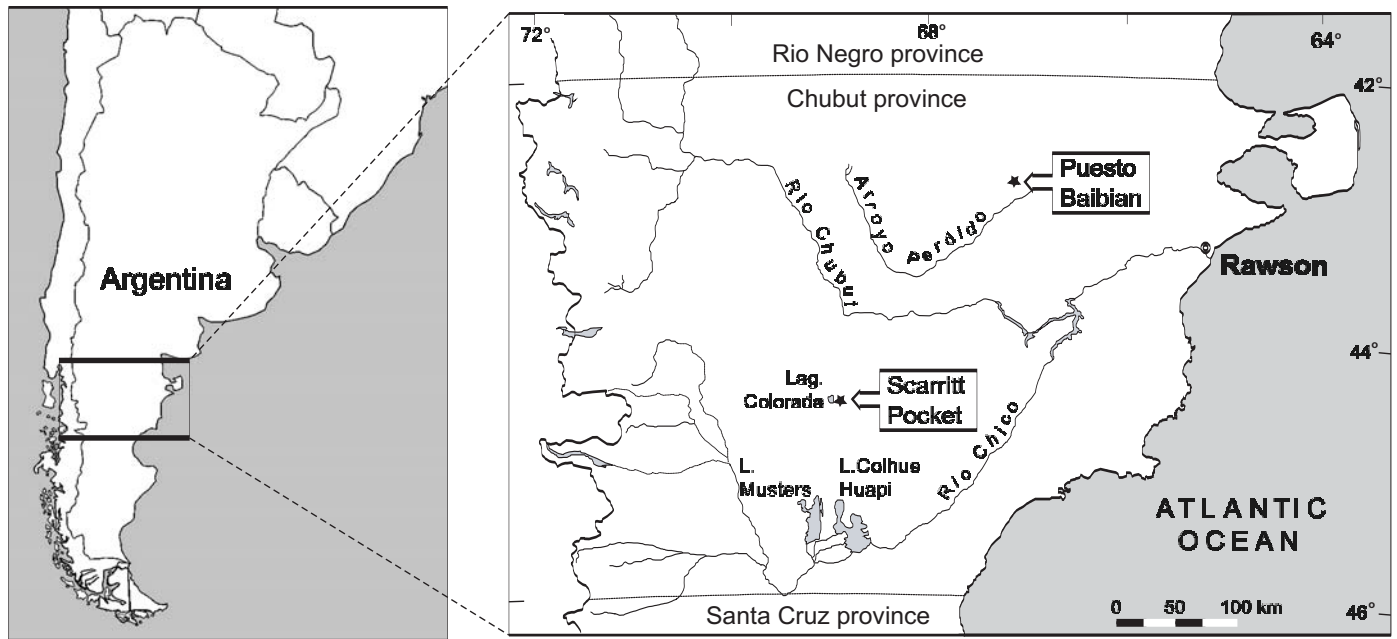 Argentina
72°
68°
64°
Rio Negro province
Chubut province
42°
Puesto
Baibian
Rio Chubut
Arroyo Perdido
Rawson
44°
Lag.
Colorada
Scarritt
Pocket
Rio Chico
L.
Musters
L.Colhue
Huapi
ATLANTIC
OCEAN
Santa Cruz province
0 50 100 km
46°